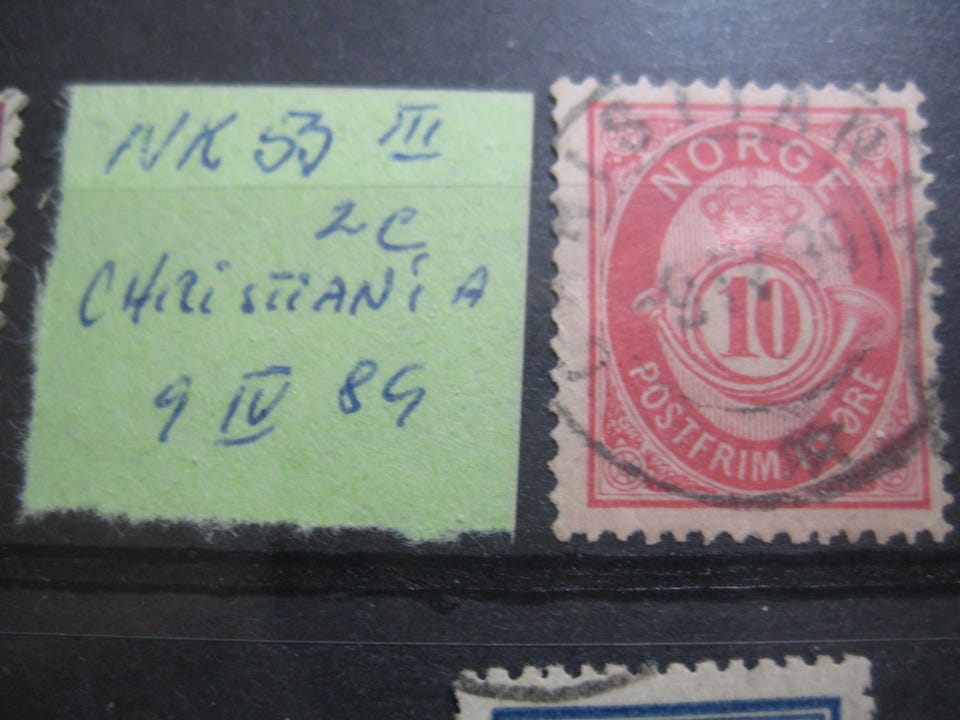 NK 53 III
2C
CHRISTIANIA
9 IV 89
NORGE
10
POSTFRIM.
ØRE